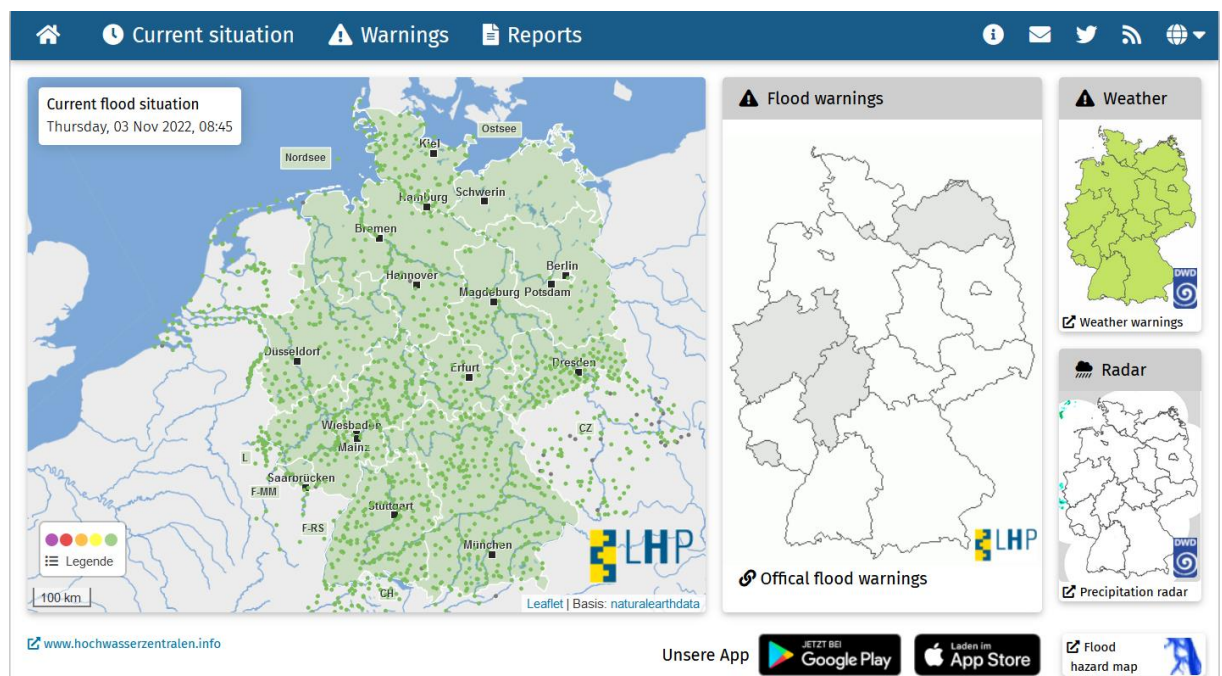 Current situation
Warnings
Reports
Current flood situation
Thursday, 03 Nov 2022, 08:45
Ostsee
Nordsee
Kiel
Hamburg
Schwerin
Bremen
Hannover
Berlin
Magdeburg
Potsdam
Düsseldorf
Erfurt
Dresden
Wiesbaden
Mainz
CZ
L
Saarbrücken
F-MM
Stuttgart
F-RS
München
CH
Legende
100 km
LHP
Leaflet | Basis: naturalearthdata
Flood warnings
LHP
Offical flood warnings
Weather
DWD
Weather warnings
Radar
DWD
Precipitation radar
www.hochwasserzentralen.info
Unsere App
JETZT BEI
Google Play
Laden im
App Store
Flood
hazard map